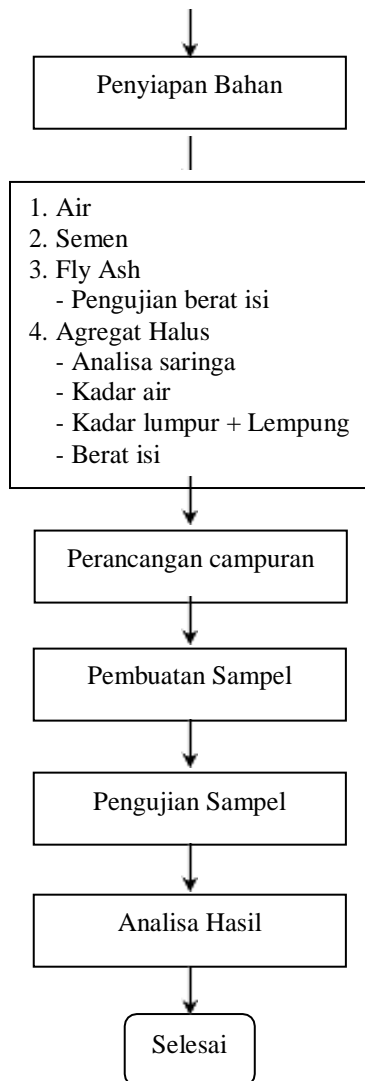 Penyiapan Bahan
1. Air
2. Semen
3. Fly Ash
- Pengujian berat isi
4. Agregat Halus
- Analisa saringa
- Kadar air
- Kadar lumpur + Lempung
- Berat isi
Perancangan campuran
Pembuatan Sampel
Pengujian Sampel
Analisa Hasil
Selesai